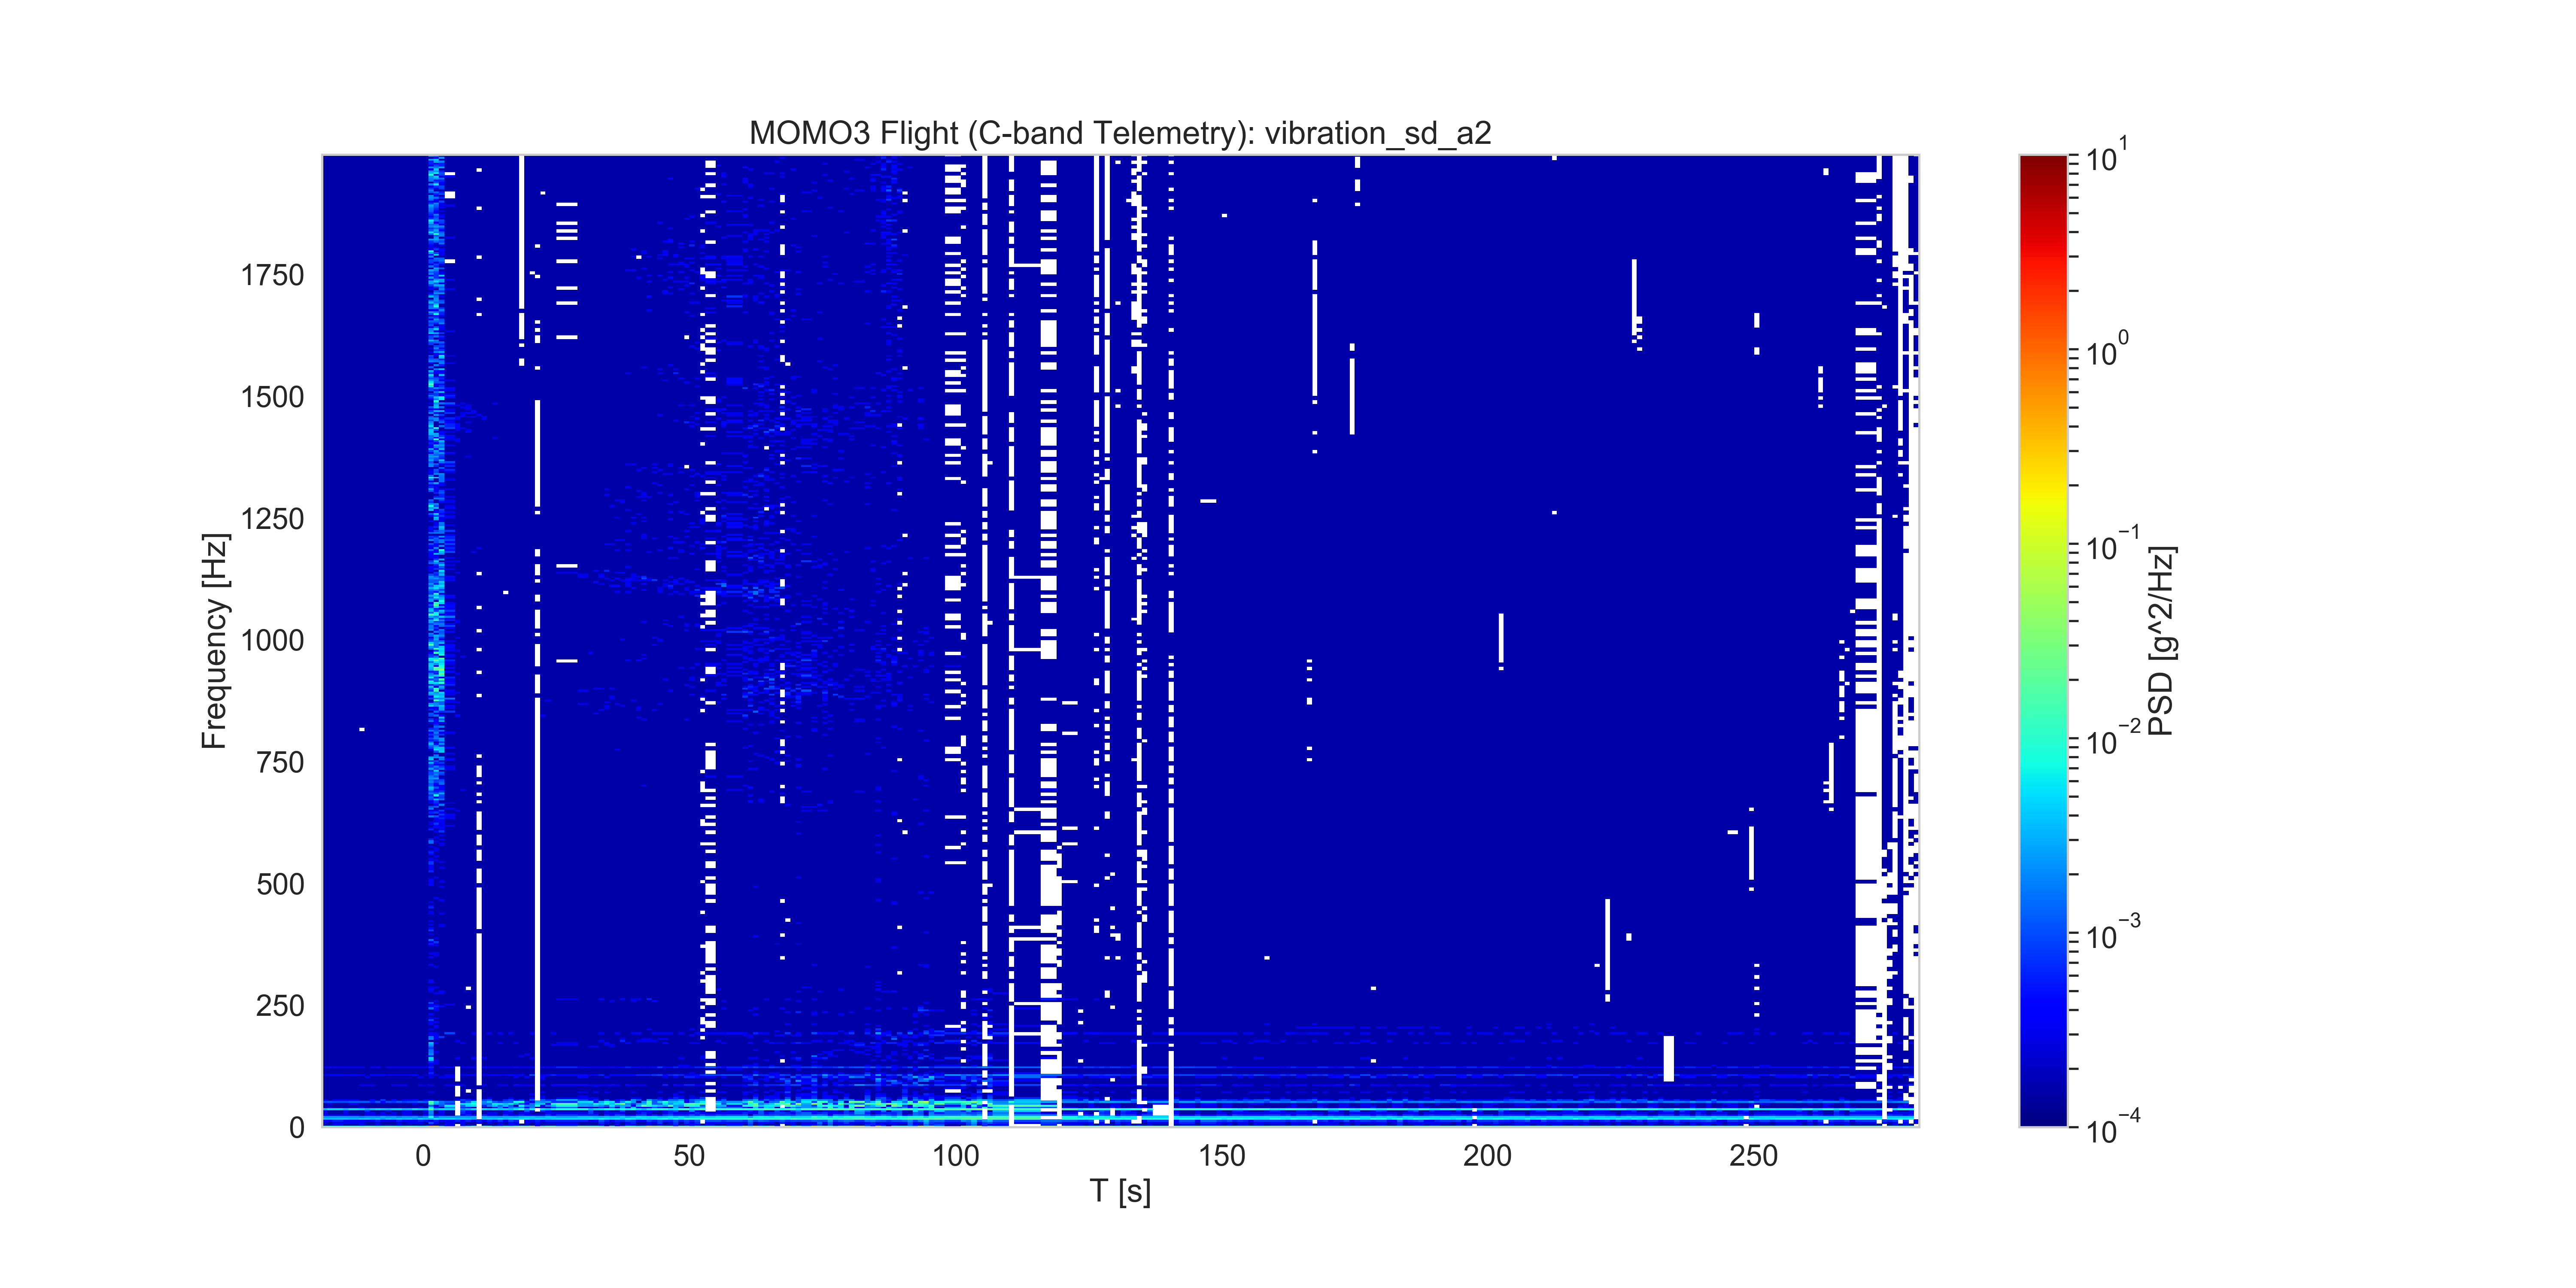 MOMO3 Flight (C-band Telemetry): vibration_sd_a2
Frequency [Hz]
1750
1500
1250
1000
750
500
250
0
0 50 100 150 200 250
T [s]
10^1
10^0
10^−1
10^−2
10^−3
10^−4
PSD [g^2/Hz]